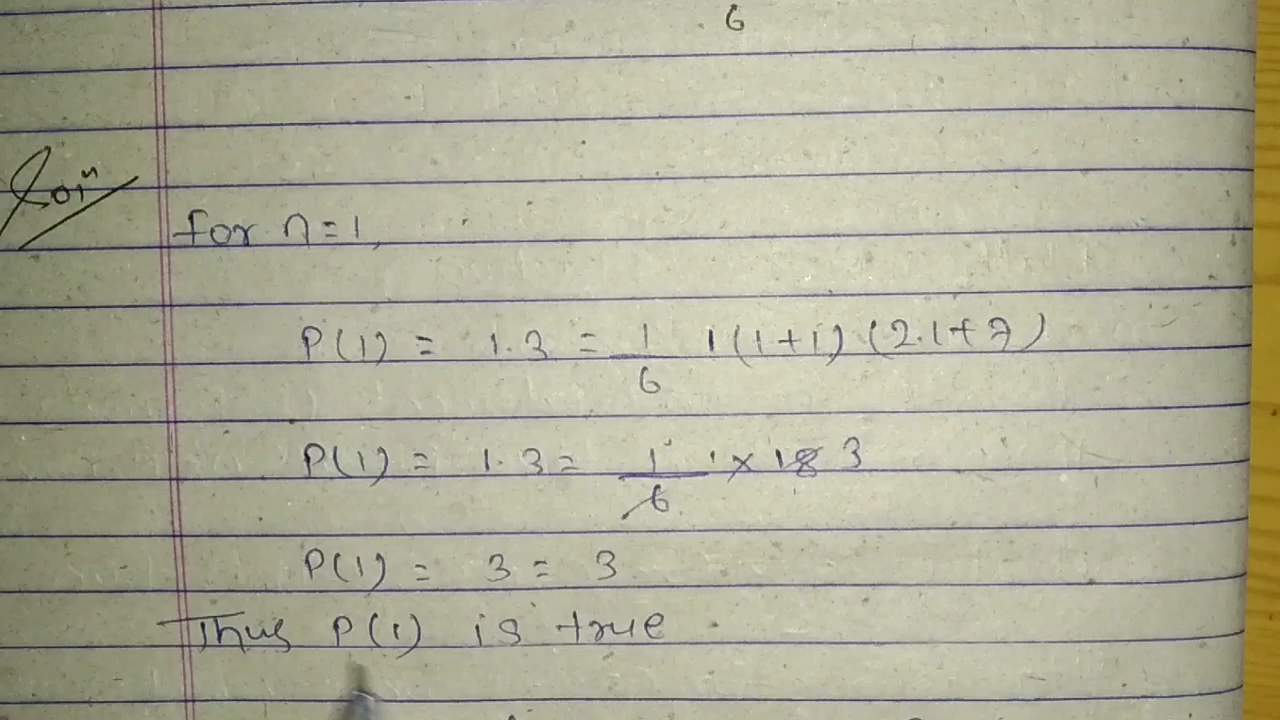 6
Solⁿ
for n=1,
P(1) = 1.3 = 1/6 1(1+1) (2.1+7)
P(1) = 1.3 = 1/6 × 18 3
P(1) = 3 = 3
Thus P(1) is true